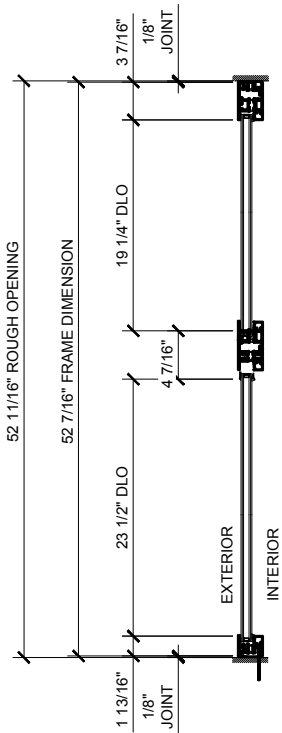 52 11/16" ROUGH OPENING
52 7/16" FRAME DIMENSION
1 13/16"
23 1/2" DLO
4 7/16"
19 1/4" DLO
3 7/16"
1/8"
JOINT
1/8"
JOINT
EXTERIOR
INTERIOR